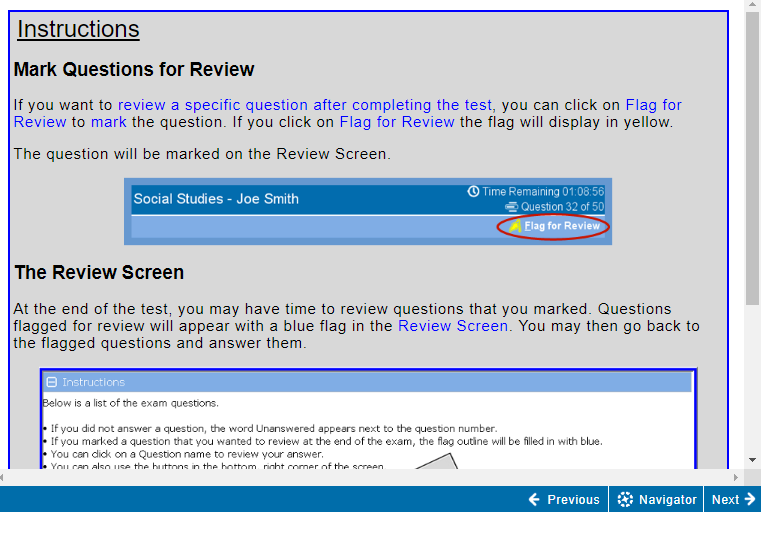 Instructions
Mark Questions for Review
If you want to review a specific question after completing the test, you can click on Flag for
Review to mark the question. If you click on Flag for Review the flag will display in yellow.
The question will be marked on the Review Screen.
Social Studies - Joe Smith
Time Remaining 01:08:56
Question 32 of 50
Flag for Review
The Review Screen
At the end of the test, you may have time to review questions that you marked. Questions
flagged for review will appear with a blue flag in the Review Screen. You may then go back to
the flagged questions and answer them.
Instructions
Below is a list of the exam questions.
• If you did not answer a question, the word Unanswered appears next to the question number.
• If you marked a question that you wanted to review at the end of the exam, the flag outline will be filled in with blue.
• You can click on a Question name to review your answer.
• You can also use the buttons in the bottom, right corner of the screen
Previous
Navigator
Next